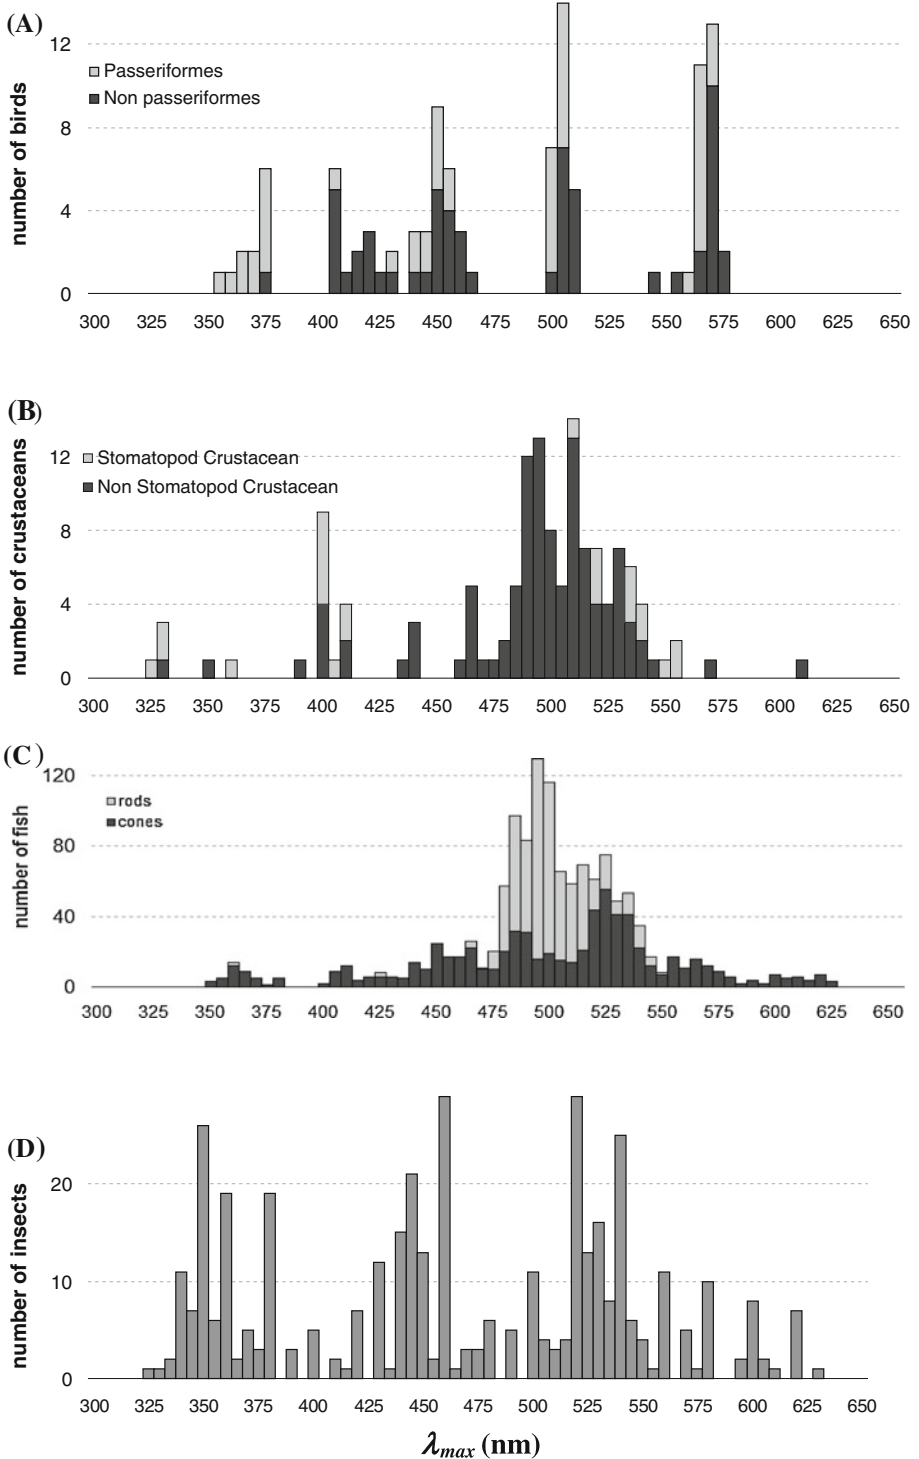 (A)
number of birds
12
8
4
0
Passeriformes
Non passeriformes
300 325 350 375 400 425 450 475 500 525 550 575 600 625 650
(B)
number of crustaceans
12
8
4
0
Stomatopod Crustacean
Non Stomatopod Crustacean
300 325 350 375 400 425 450 475 500 525 550 575 600 625 650
(C)
number of fish
120
80
40
0
rods
cones
300 325 350 375 400 425 450 475 500 525 550 575 600 625 650
(D)
number of insects
20
10
0
300 325 350 375 400 425 450 475 500 525 550 575 600 625 650
λmax (nm)